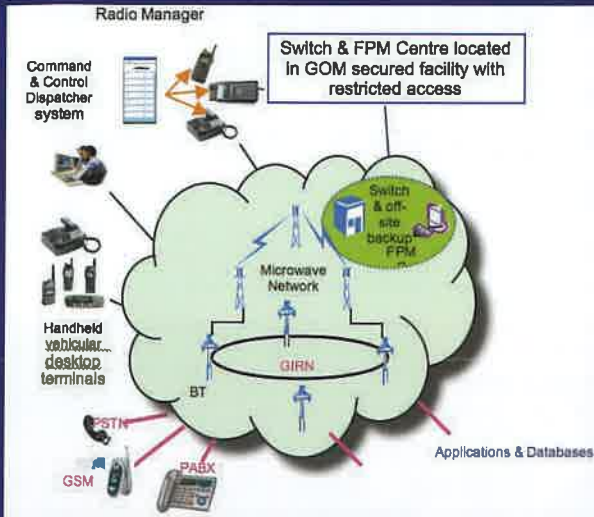 Radio Manager
Switch & FPM Centre located
in GOM secured facility with
restricted access
Command
& Control
Dispatcher
system
Switch
& off-
site
backup
FPM
Microwave
Network
Handheld
vehicular
desktop
terminals
GIRN
BT
PSTN
GSM
PABX
Applications & Databases